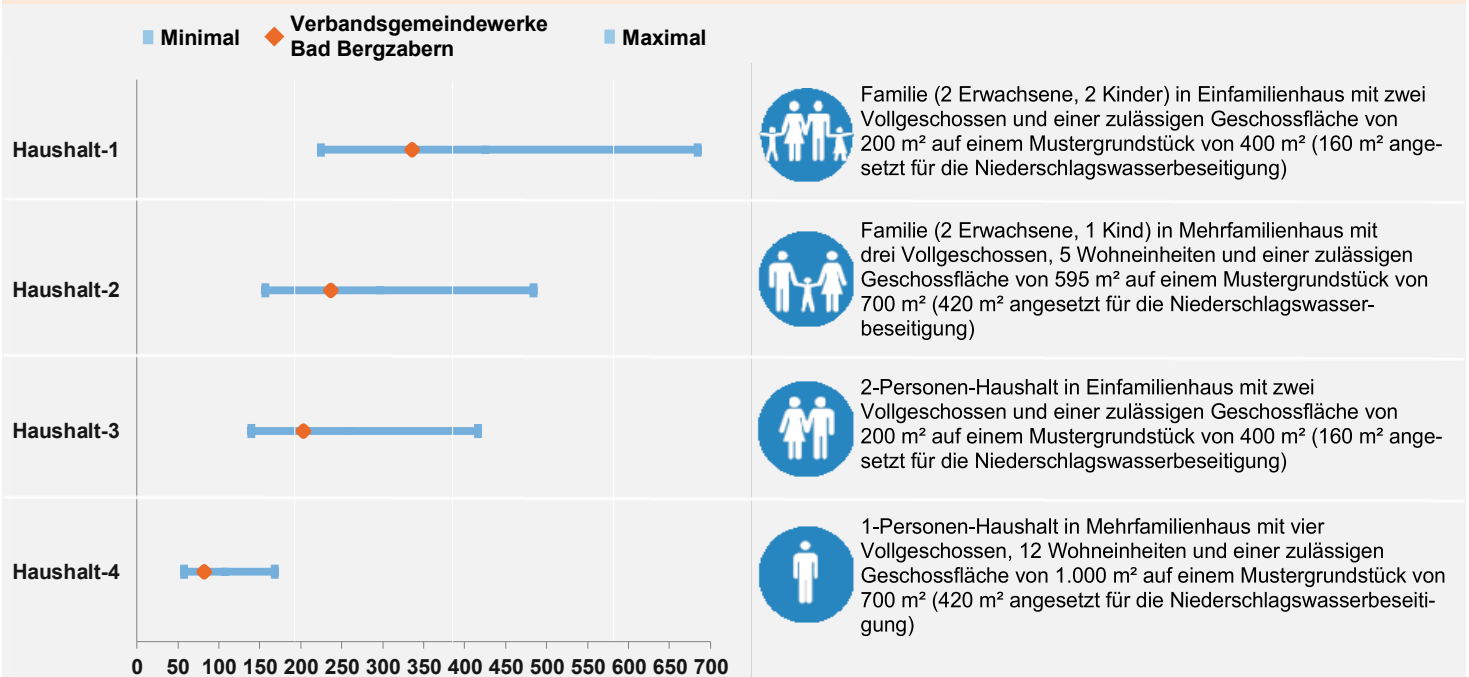 Minimal
Verbandsgemeindewerke
Bad Bergzabern
Maximal
Haushalt-1
Familie (2 Erwachsene, 2 Kinder) in Einfamilienhaus mit zwei
Vollgeschossen und einer zulässigen Geschossfläche von
200 m² auf einem Mustergrundstück von 400 m² (160 m² ange-
setzt für die Niederschlagswasserbeseitigung)
Haushalt-2
Familie (2 Erwachsene, 1 Kind) in Mehrfamilienhaus mit
drei Vollgeschossen, 5 Wohneinheiten und einer zulässigen
Geschossfläche von 595 m² auf einem Mustergrundstück von
700 m² (420 m² angesetzt für die Niederschlagswasser-
beseitigung)
Haushalt-3
2-Personen-Haushalt in Einfamilienhaus mit zwei
Vollgeschossen und einer zulässigen Geschossfläche von
200 m² auf einem Mustergrundstück von 400 m² (160 m² ange-
setzt für die Niederschlagswasserbeseitigung)
Haushalt-4
1-Personen-Haushalt in Mehrfamilienhaus mit vier
Vollgeschossen, 12 Wohneinheiten und einer zulässigen
Geschossfläche von 1.000 m² auf einem Mustergrundstück von
700 m² (420 m² angesetzt für die Niederschlagswasserbeseiti-
gung)
0 50 100 150 200 250 300 350 400 450 500 550 600 650 700